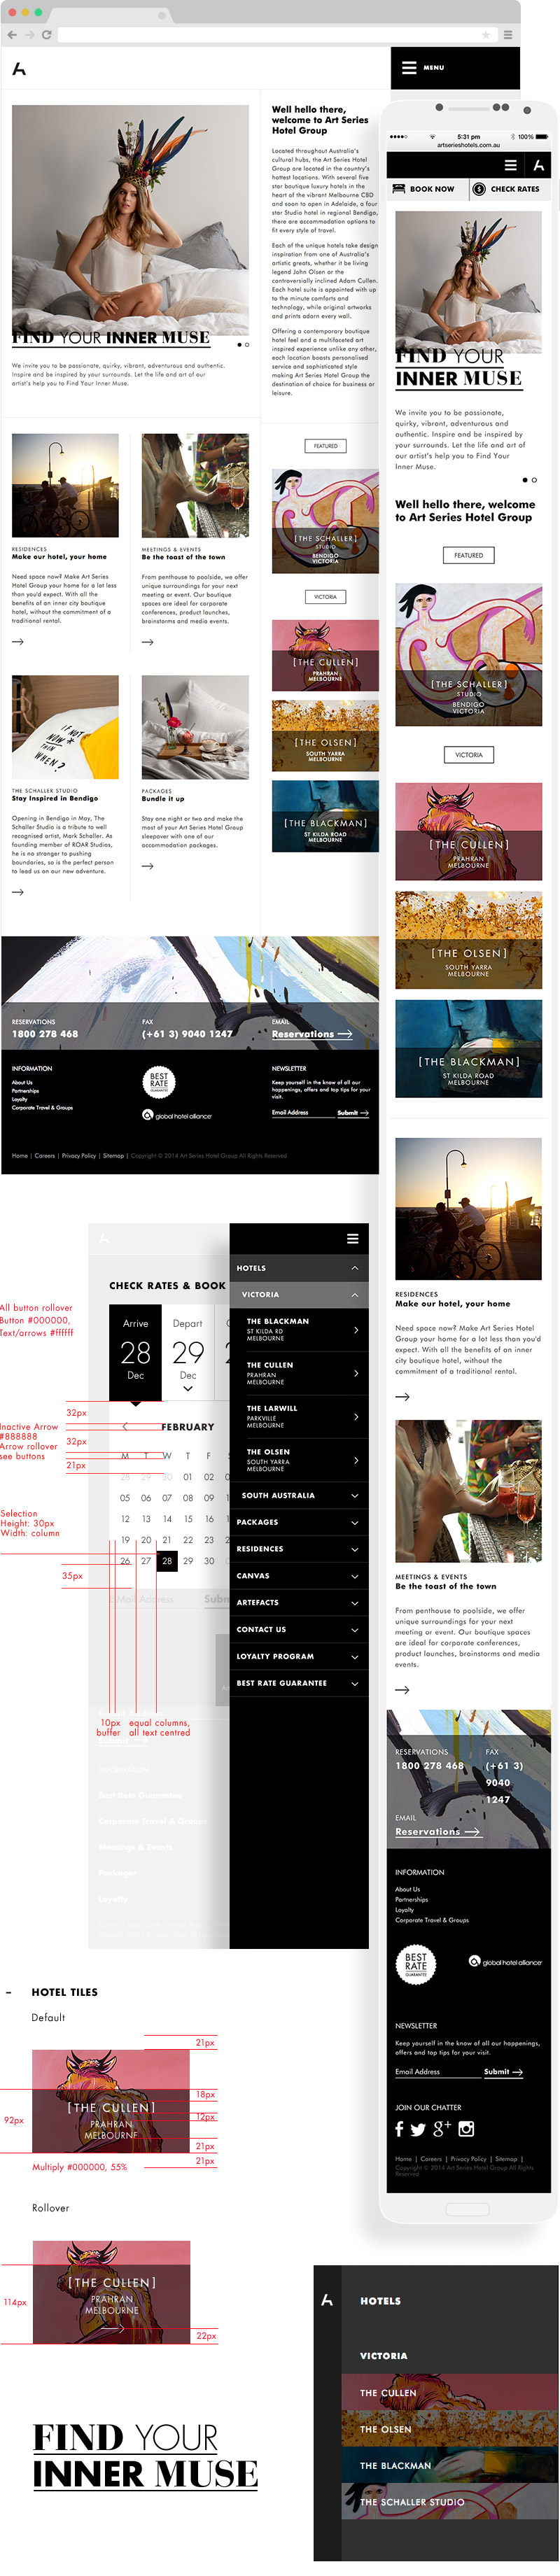 MENU
Well hello there,
welcome to Art Series
Hotel Group
Located throughout Australia's
cultural hubs, the Art Series Hotel
Group are located in the country's
hottest locations. With several five
star boutique luxury hotels in the
heart of the vibrant Melbourne CBD
and soon to open in Adelaide, a four
star Studio hotel in regional Bendigo,
there are accommodation options to
fit every style of travel.
Each of the unique hotels take design
inspiration from one of Australia's
artistic greats, whether it be living
legend John Olsen or the
controversially inclined Adam Cullen.
Each hotel suite is appointed with up
to the minute comforts and
technology, while original artworks
and prints adorn every wall.
Offering a contemporary boutique
hotel feel and a multifaceted art
inspired experience unlike any other,
each location boasts personalised
service and sophisticated style
making Art Series Hotel Group the
destination of choice for business or
leisure.
FIND YOUR INNER MUSE
We invite you to be passionate, quirky, vibrant, adventurous and authentic.
Inspire and be inspired by your surrounds. Let the life and art of our
artist's help you to Find Your Inner Muse.
RESIDENCES
Make our hotel, your home
Need space now? Make Art Series
Hotel Group your home for a lot less
than you'd expect. With all the
benefits of an inner city boutique
hotel, without the commitment of a
traditional rental.
MEETINGS & EVENTS
Be the toast of the town
From penthouse to poolside, we offer
unique surroundings for your next
meeting or event. Our boutique
spaces are ideal for corporate
conferences, product launches,
brainstorms and media events.
IF NOT
NOW
THEN
WHEN?
THE SCHALLER STUDIO
Stay Inspired in Bendigo
Opening in Bendigo in May, The
Schaller Studio is a tribute to well
recognised artist, Mark Schaller. As
founding member of ROAR Studios,
he is no stranger to pushing
boundaries, so is the perfect person
to lead us on our new adventure.
PACKAGES
Bundle it up
Stay one night or two and make the
most of your Art Series Hotel Group
sleepover with one of our
accommodation packages.
FEATURED
[THE SCHALLER]
STUDIO
BENDIGO
VICTORIA
VICTORIA
[THE CULLEN]
PRAHRAN
MELBOURNE
[THE OLSEN]
SOUTH YARRA
MELBOURNE
[THE BLACKMAN]
ST KILDA ROAD
MELBOURNE
RESERVATIONS
1800 278 468
FAX
(+61 3) 9040 1247
EMAIL
Reservations
INFORMATION
About Us
Partnerships
Loyalty
Corporate Travel & Groups
BEST
RATE
GUARANTEE
global hotel alliance
NEWSLETTER
Keep yourself in the know of all our
happenings, offers and top tips for your
visit.
Email Address Submit
Home | Careers | Privacy Policy | Sitemap | Copyright © 2014 Art Series Hotel Group All Rights Reserved
5:31 pm 100%
artserieshotels.com.au
BOOK NOW CHECK RATES
FIND YOUR
INNER MUSE
We invite you to be passionate,
quirky, vibrant, adventurous and
authentic. Inspire and be inspired by
your surrounds. Let the life and art of
our artist's help you to Find Your
Inner Muse.
Well hello there, welcome
to Art Series Hotel Group
FEATURED
[THE SCHALLER]
STUDIO
BENDIGO
VICTORIA
VICTORIA
[THE CULLEN]
PRAHRAN
MELBOURNE
[THE OLSEN]
SOUTH YARRA
MELBOURNE
[THE BLACKMAN]
ST KILDA ROAD
MELBOURNE
RESIDENCES
Make our hotel, your home
Need space now? Make Art Series Hotel
Group your home for a lot less than you'd
expect. With all the benefits of an inner
city boutique hotel, without the
commitment of a traditional rental.
MEETINGS & EVENTS
Be the toast of the town
From penthouse to poolside, we offer
unique surroundings for your next
meeting or event. Our boutique spaces
are ideal for corporate conferences,
product launches, brainstorms and media
events.
RESERVATIONS
1800 278 468
FAX
(+61 3)
9040
1247
EMAIL
Reservations
INFORMATION
About Us
Partnerships
Loyalty
Corporate Travel & Groups
BEST
RATE
GUARANTEE
global hotel alliance
NEWSLETTER
Keep yourself in the know of all our happenings,
offers and top tips for your visit.
Email Address Submit
JOIN OUR CHATTER
Home | Careers | Privacy Policy | Sitemap |
Copyright © 2014 Art Series Hotel Group All Rights
Reserved
All button rollover
Button #000000,
Text/arrows #ffffff
32px
Inactive Arrow
#888888
Arrow rollover
see buttons
32px
21px
Selection
Height: 30px
Width: column
35px
10px
buffer
equal columns,
all text centred
CHECK RATES & BOOK
Arrive
28
Dec
Depart
29
Dec
FEBRUARY
M T W T F S
28 29 30 01 02
05 06 07 08 09
12 13 14 15 16
19 20 21 22 23
26 27 28 29 30
E-Mail Address Subm
Submit
INFORMATION
Best Rate Guarantee
Corporate Travel & Groups
Meetings & Events
Packages
Loyalty
HOTELS
VICTORIA
THE BLACKMAN
ST KILDA RD
MELBOURNE
THE CULLEN
PRAHRAN
MELBOURNE
THE LARWILL
PARKVILLE
MELBOURNE
THE OLSEN
SOUTH YARRA
MELBOURNE
SOUTH AUSTRALIA
PACKAGES
RESIDENCES
CANVAS
ARTEFACTS
CONTACT US
LOYALTY PROGRAM
BEST RATE GUARANTEE
– HOTEL TILES
Default
21px
18px
12px
21px
21px
92px
[THE CULLEN]
PRAHRAN
MELBOURNE
Multiply #000000, 55%
Rollover
114px
[THE CULLEN]
PRAHRAN
MELBOURNE
22px
FIND YOUR
INNER MUSE
HOTELS
VICTORIA
THE CULLEN
THE OLSEN
THE BLACKMAN
THE SCHALLER STUDIO